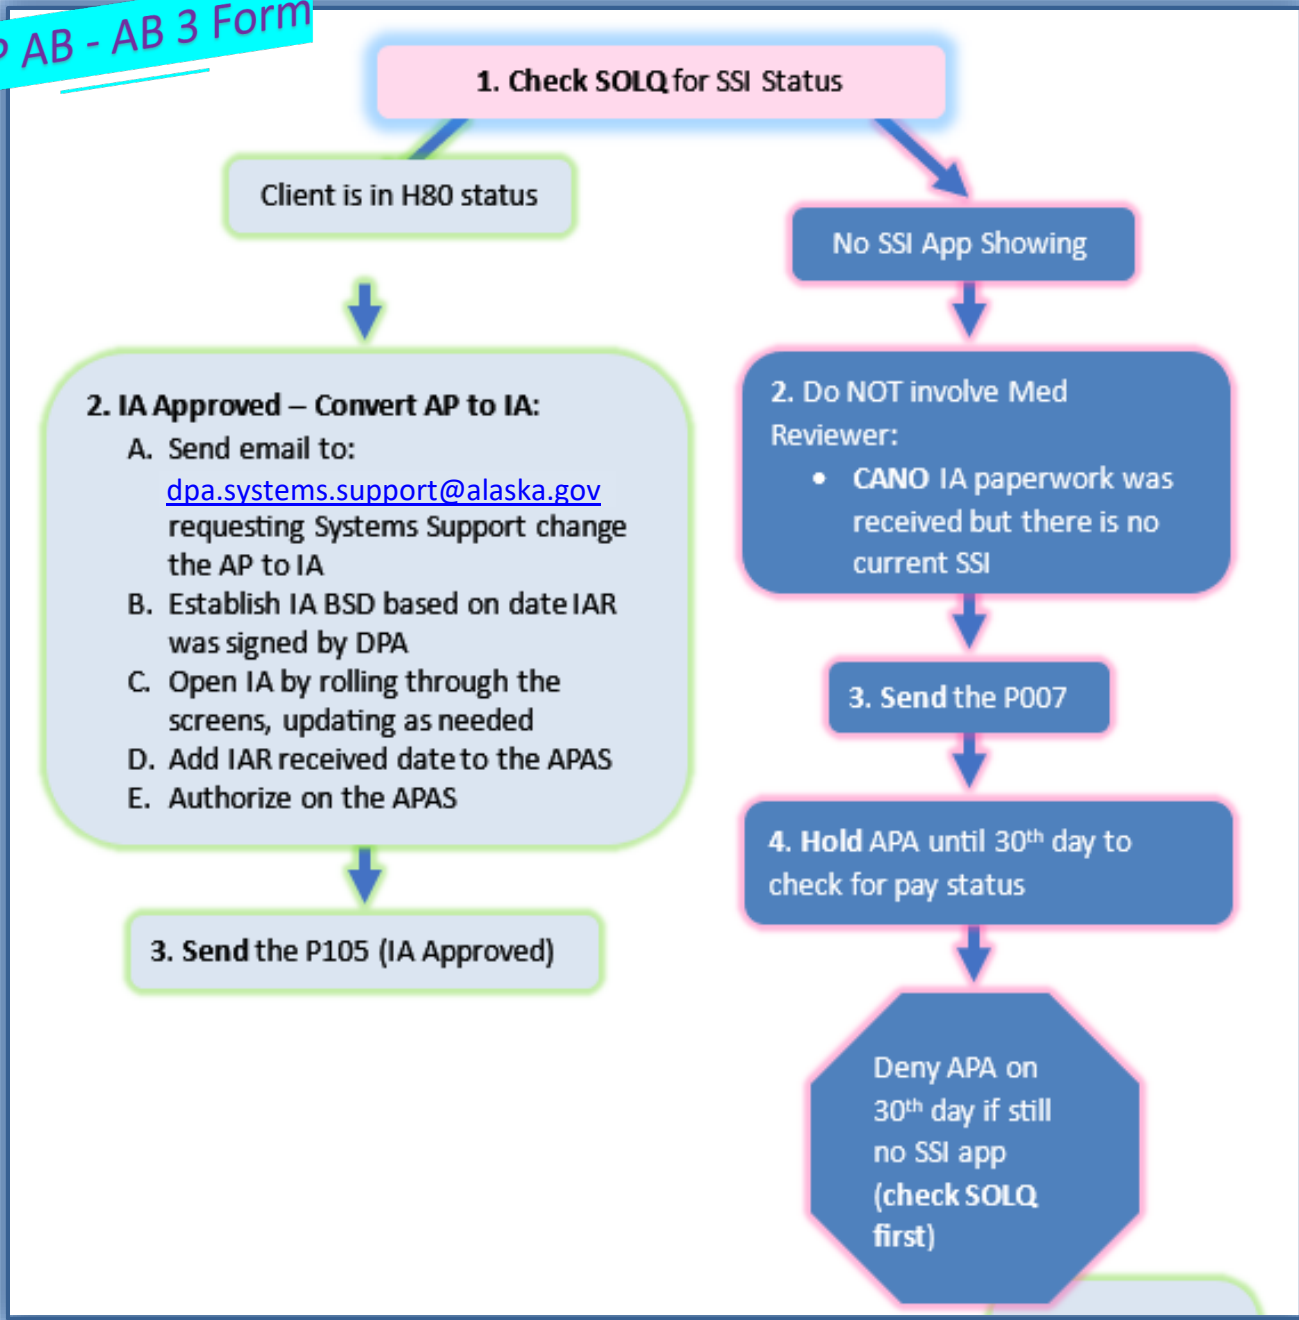 AB - AB 3 Form
1. Check SOLQ for SSI Status
Client is in H80 status
2. IA Approved – Convert AP to IA:
A. Send email to:
dpa.systems.support@alaska.gov
requesting Systems Support change
the AP to IA
B. Establish IA BSD based on date IAR
was signed by DPA
C. Open IA by rolling through the
screens, updating as needed
D. Add IAR received date to the APAS
E. Authorize on the APAS
3. Send the P105 (IA Approved)
No SSI App Showing
2. Do NOT involve Med
Reviewer:
• CANO IA paperwork was
received but there is no
current SSI
3. Send the P007
4. Hold APA until 30th day to
check for pay status
Deny APA on
30th day if still
no SSI app
(check SOLQ
first)